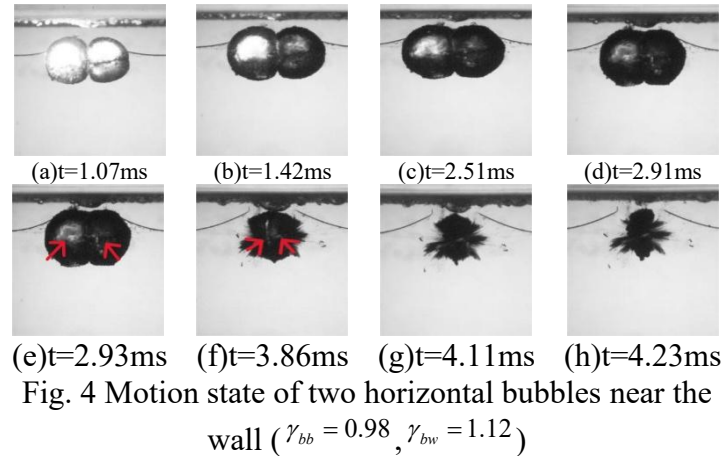 (a)t=1.07ms (b)t=1.42ms (c)t=2.51ms (d)t=2.91ms
(e)t=2.93ms (f)t=3.86ms (g)t=4.11ms (h)t=4.23ms
Fig. 4 Motion state of two horizontal bubbles near the
wall ( γbb = 0.98 , γbw = 1.12 )